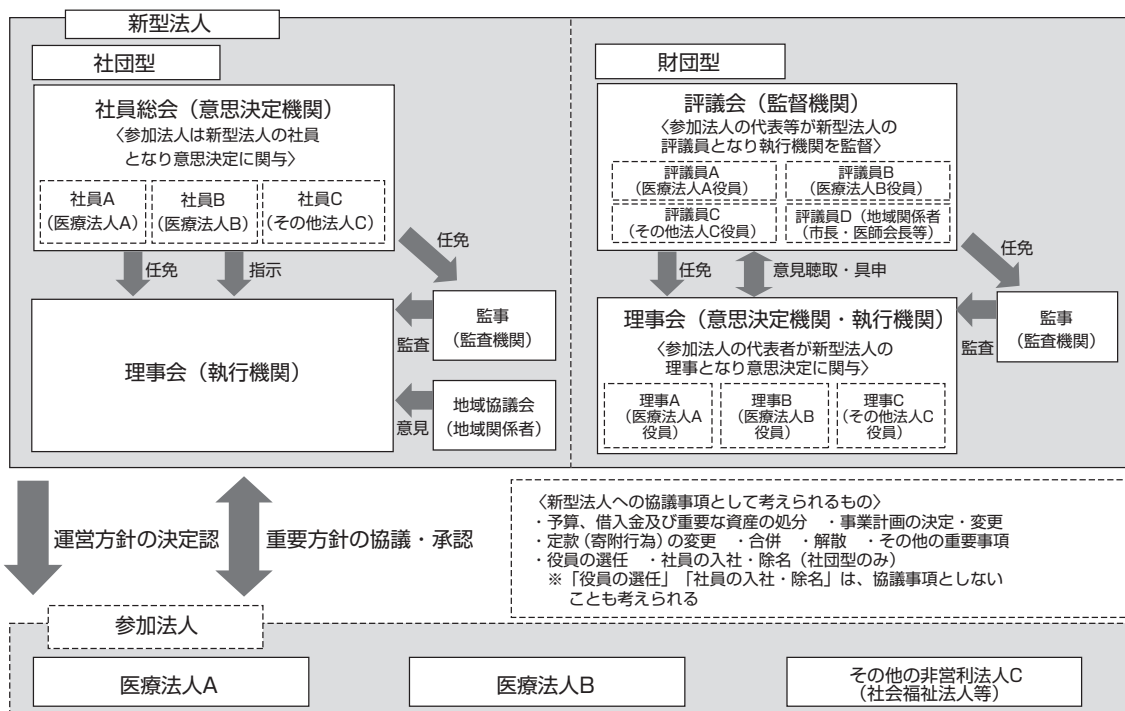 新型法人
社団型
社員総会（意思決定機関）
〈参加法人は新型法人の社員
となり意思決定に関与〉
社員A
（医療法人A）
社員B
（医療法人B）
社員C
（その他法人C）
任免
指示
任免
理事会（執行機関）
監査
監事
（監査機関）
意見
地域協議会
（地域関係者）
財団型
評議会（監督機関）
〈参加法人の代表等が新型法人の
評議員となり執行機関を監督〉
評議員A
（医療法人A役員）
評議員B
（医療法人B役員）
評議員C
（その他法人C役員）
評議員D（地域関係者
（市長・医師会長等）
任免
意見聴取・具申
任免
理事会（意思決定機関・執行機関）
〈参加法人の代表者が新型法人の
理事となり意思決定に関与〉
理事A
（医療法人A
役員）
理事B
（医療法人B
役員）
理事C
（その他法人C
役員）
監査
監事
（監査機関）
運営方針の決定認
重要方針の協議・承認
〈新型法人への協議事項として考えられるもの〉
・予算、借入金及び重要な資産の処分　・事業計画の決定・変更
・定款（寄附行為）の変更　・合併　・解散　・その他の重要事項
・役員の選任　・社員の入社・除名（社団型のみ）
※「役員の選任」「社員の入社・除名」は、協議事項としない
ことも考えられる
参加法人
医療法人A
医療法人B
その他の非営利法人C
（社会福祉法人等）